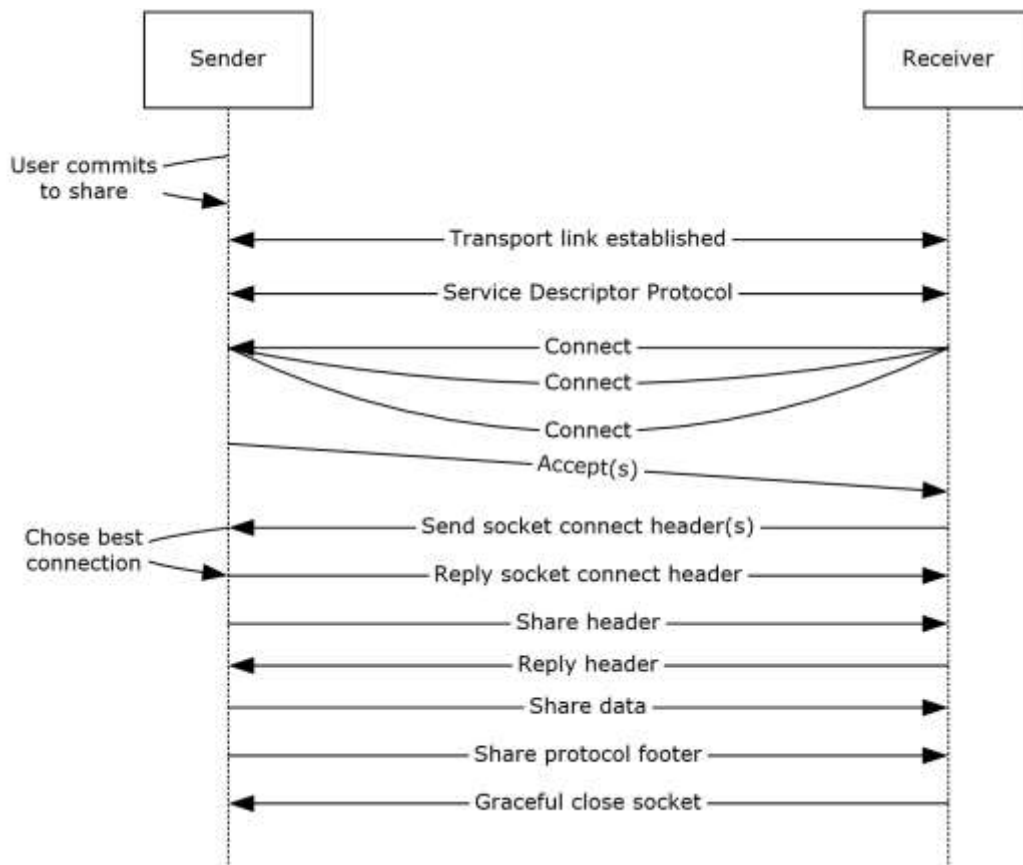 Sender
Receiver
User commits
to share
Transport link established
Service Descriptor Protocol
Connect
Connect
Connect
Accept(s)
Send socket connect header(s)
Chose best
connection
Reply socket connect header
Share header
Reply header
Share data
Share protocol footer
Graceful close socket